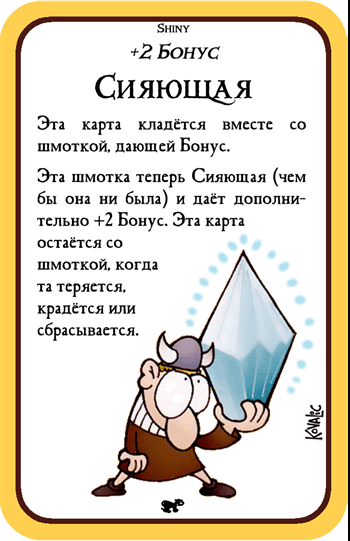 Shiny
+2 Бонус
Сияющая
Эта карта кладётся вместе со
шмоткой, дающей Бонус.
Эта шмотка теперь Сияющая (чем
бы она ни была) и даёт дополни-
тельно +2 Бонус. Эта карта
остаётся со
шмоткой, когда
та теряется,
крадётся или
сбрасывается.
Kovalic